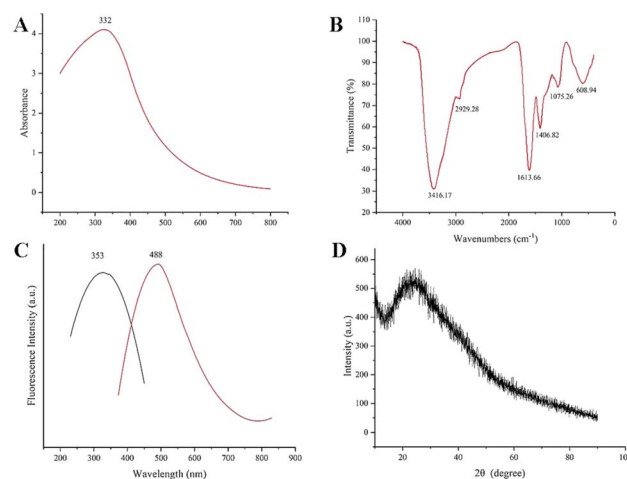 A
332
Absorbance
4
3
2
1
0
200 300 400 500 600 700 800
B
Transmittance (%)
110
100
90
80
70
60
50
40
30
20
3416.17
2929.28
1613.66
1406.82
1075.26
608.94
4000 3000 2000 1000 0
Wavenumbers (cm⁻¹)
C
353 488
Fluorescence Intensity (a.u.)
200 300 400 500 600 700 800 900
Wavelength (nm)
D
Intensity (a.u.)
600
500
400
300
200
100
0
20 40 60 80 100
2θ (degree)